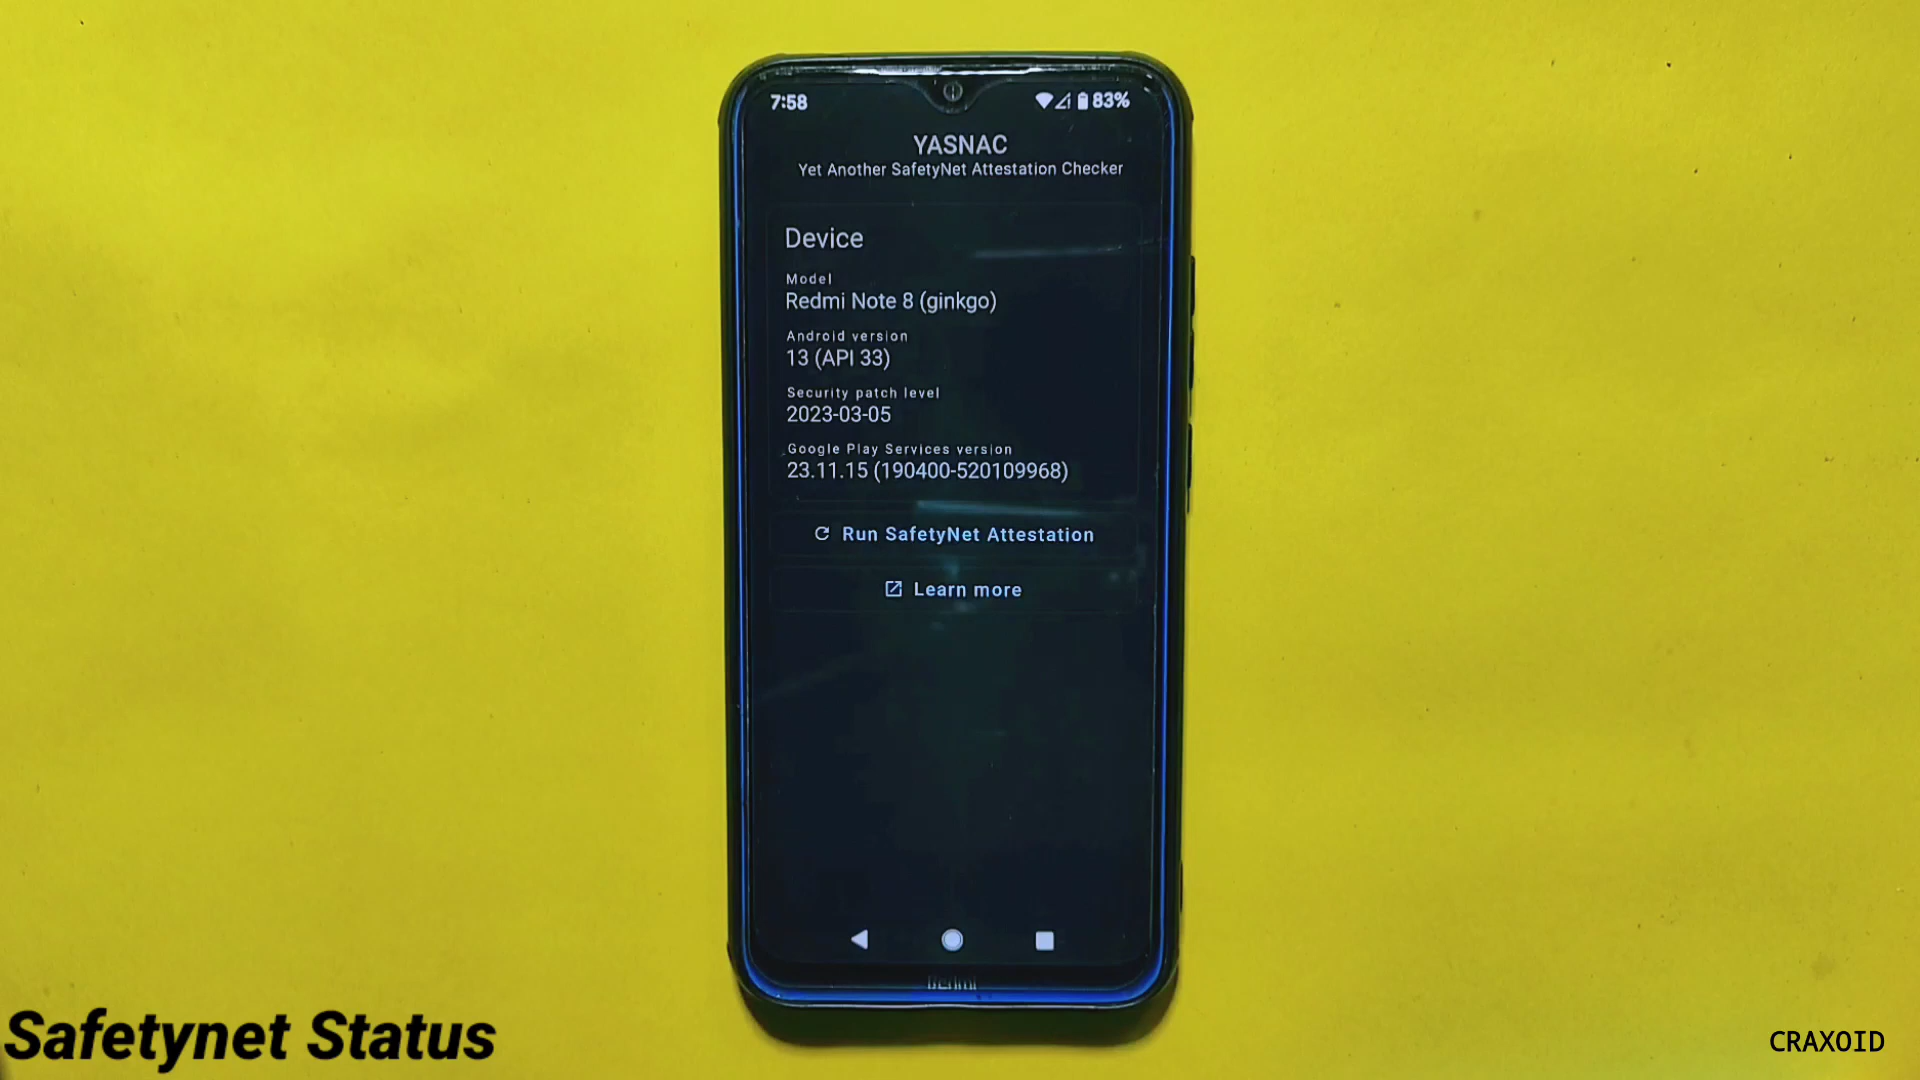 7:58
83%
YASNAC
Yet Another SafetyNet Attestation Checker
Device
Model
Redmi Note 8 (ginkgo)
Android version
13 (API 33)
Security patch level
2023-03-05
Google Play Services version
23.11.15 (190400-520109968)
Run SafetyNet Attestation
Learn more
Redmi
Safetynet Status
CRAXOID